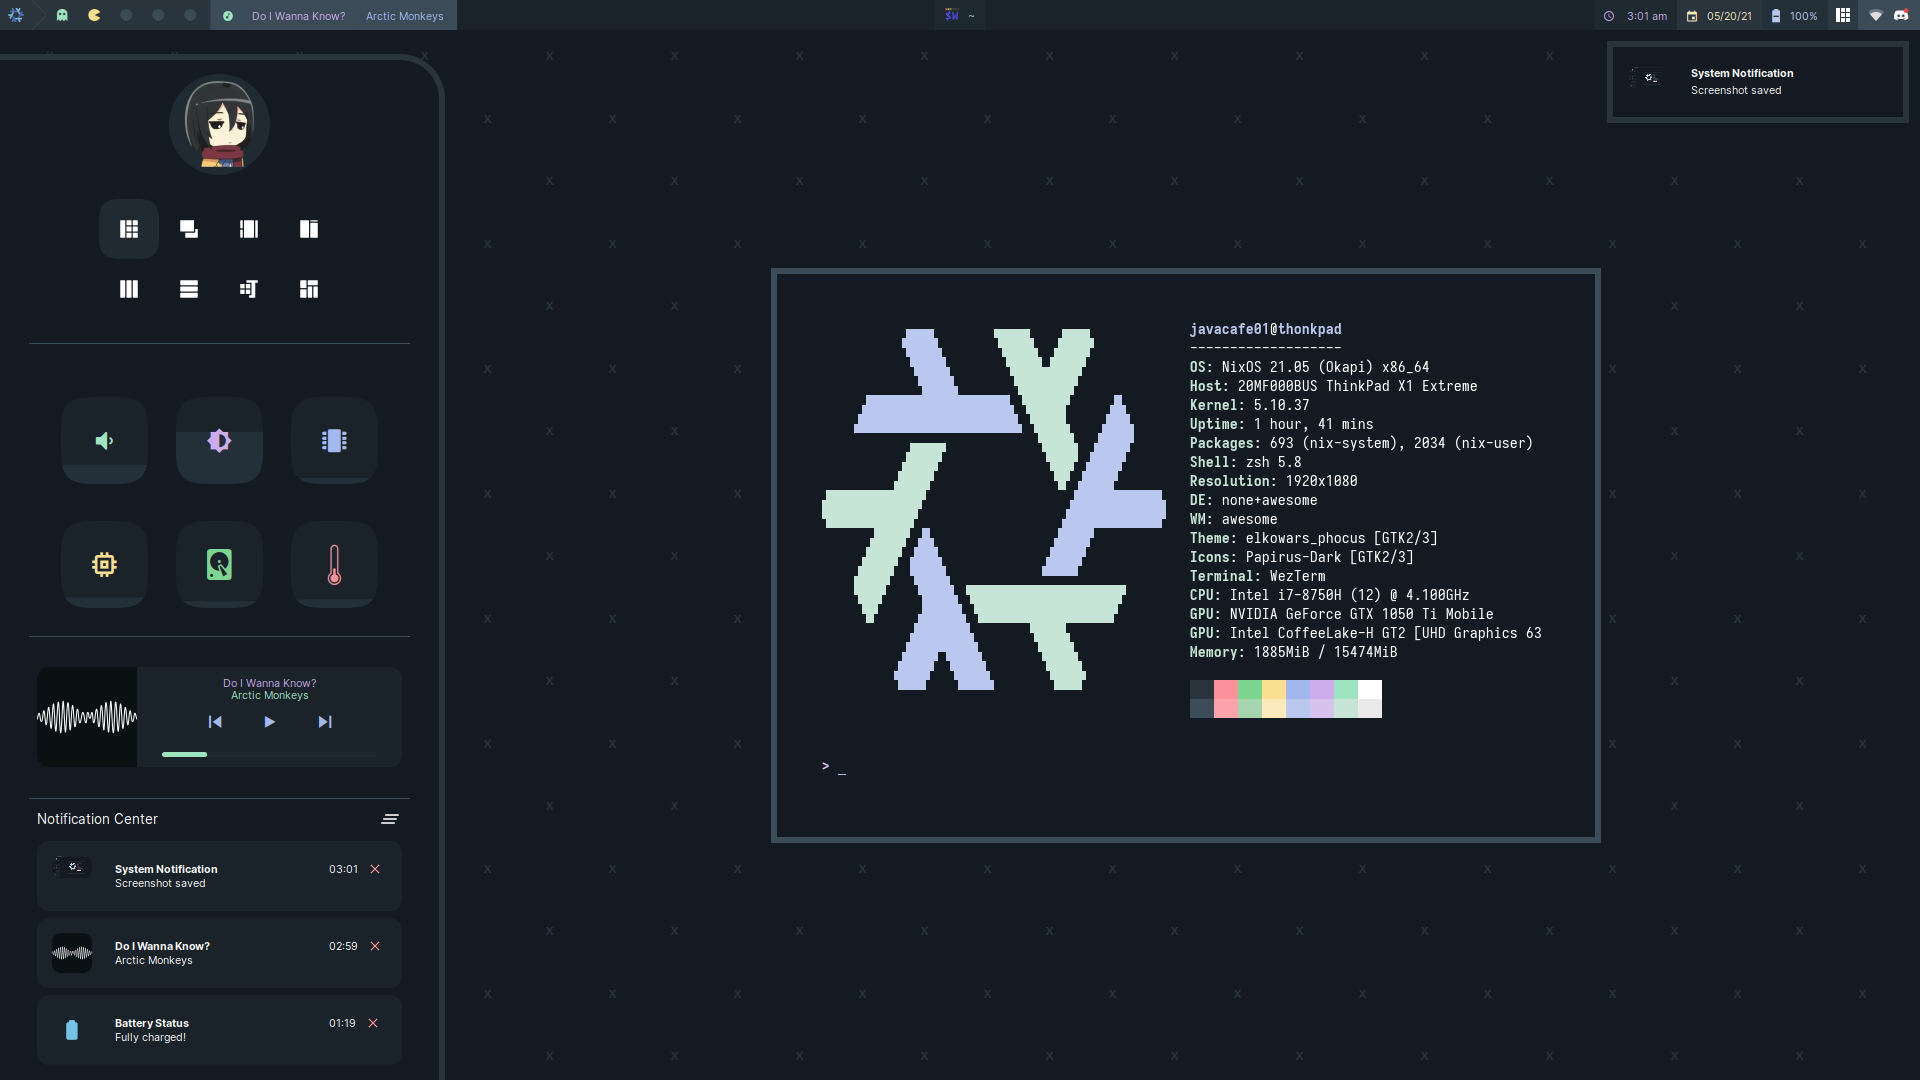 Do I Wanna Know? Arctic Monkeys
$W ~
3:01 am 05/20/21 100%
System Notification
Screenshot saved
Do I Wanna Know?
Arctic Monkeys
Notification Center
System Notification 03:01
Screenshot saved
Do I Wanna Know? 02:59
Arctic Monkeys
Battery Status 01:19
Fully charged!
javacafe01@thonkpad
-------------------
OS: NixOS 21.05 (Okapi) x86_64
Host: 20MF000BUS ThinkPad X1 Extreme
Kernel: 5.10.37
Uptime: 1 hour, 41 mins
Packages: 693 (nix-system), 2034 (nix-user)
Shell: zsh 5.8
Resolution: 1920x1080
DE: none+awesome
WM: awesome
Theme: elkowars_phocus [GTK2/3]
Icons: Papirus-Dark [GTK2/3]
Terminal: WezTerm
CPU: Intel i7-8750H (12) @ 4.100GHz
GPU: NVIDIA GeForce GTX 1050 Ti Mobile
GPU: Intel CoffeeLake-H GT2 [UHD Graphics 63
Memory: 1885MiB / 15474MiB
> _